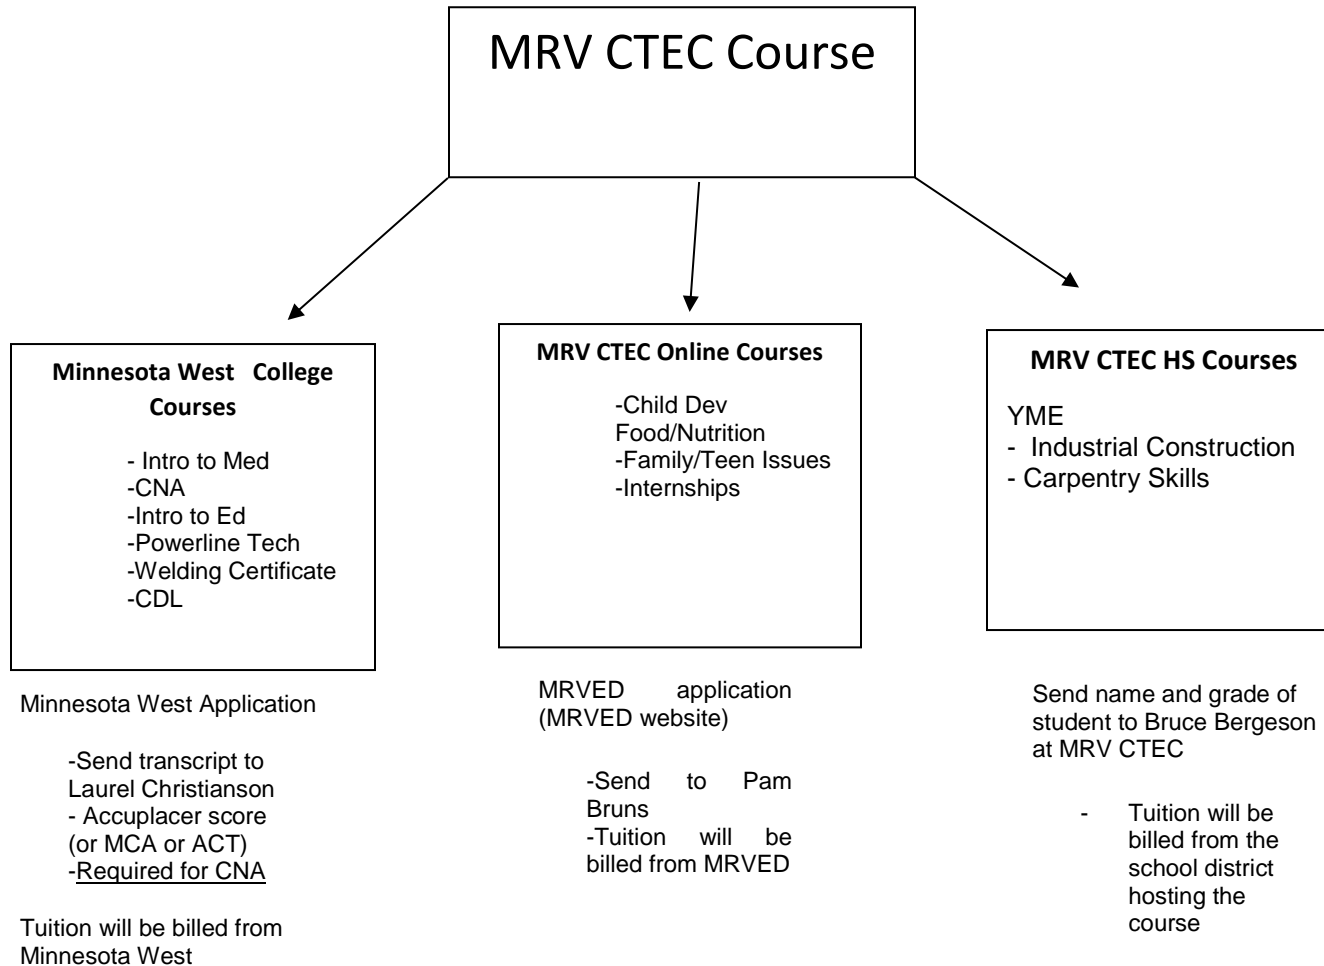 MRV CTEC Course
Minnesota West College
Courses
- Intro to Med
-CNA
-Intro to Ed
-Powerline Tech
-Welding Certificate
-CDL
Minnesota West Application
-Send transcript to
Laurel Christianson
- Accuplacer score
(or MCA or ACT)
-Required for CNA
Tuition will be billed from
Minnesota West
MRV CTEC Online Courses
-Child Dev
Food/Nutrition
-Family/Teen Issues
-Internships
MRVED application
(MRVED website)
-Send to Pam
Bruns
-Tuition will be
billed from MRVED
MRV CTEC HS Courses
YME
- Industrial Construction
- Carpentry Skills
Send name and grade of
student to Bruce Bergeson
at MRV CTEC
- Tuition will be
billed from the
school district
hosting the
course